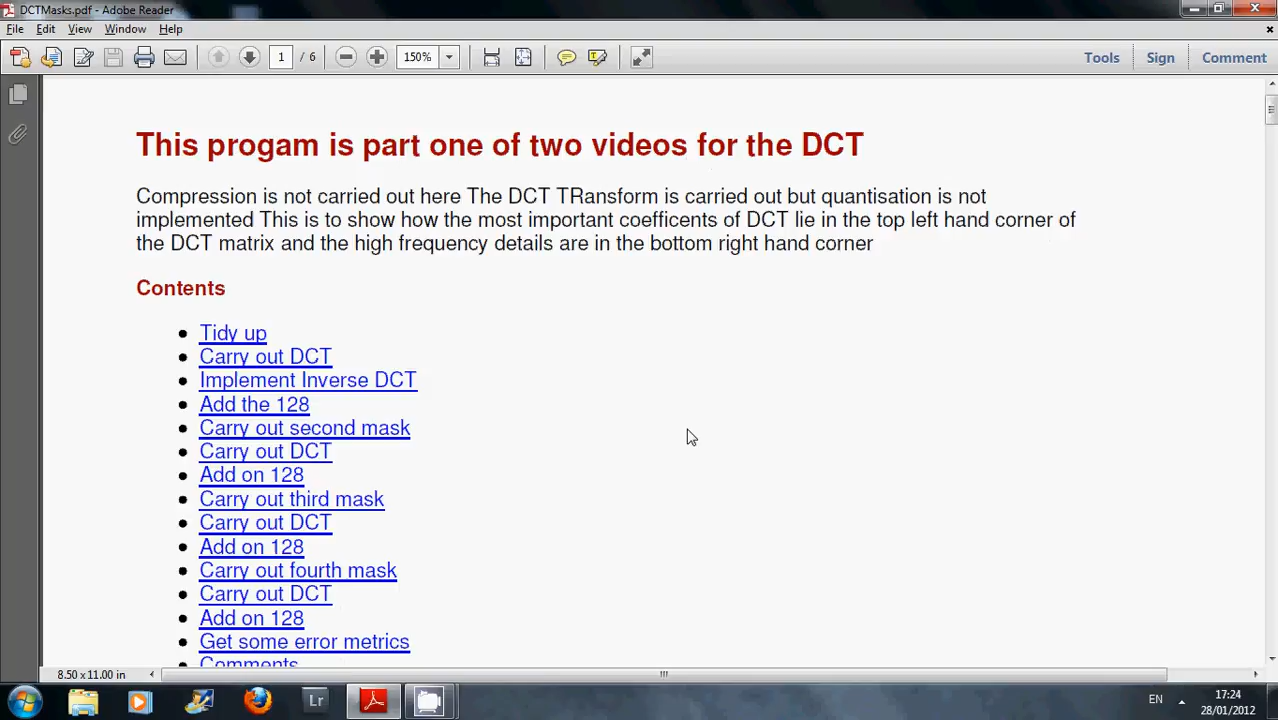 DCTMasks.pdf - Adobe Reader
File Edit View Window Help
1 / 6 150% Tools Sign Comment
This progam is part one of two videos for the DCT
Compression is not carried out here The DCT TRansform is carried out but quantisation is not
implemented This is to show how the most important coefficents of DCT lie in the top left hand corner of
the DCT matrix and the high frequency details are in the bottom right hand corner
Contents
Tidy up
Carry out DCT
Implement Inverse DCT
Add the 128
Carry out second mask
Carry out DCT
Add on 128
Carry out third mask
Carry out DCT
Add on 128
Carry out fourth mask
Carry out DCT
Add on 128
Get some error metrics
Comments
8.50 x 11.00 in
Lr EN 17:24
28/01/2012